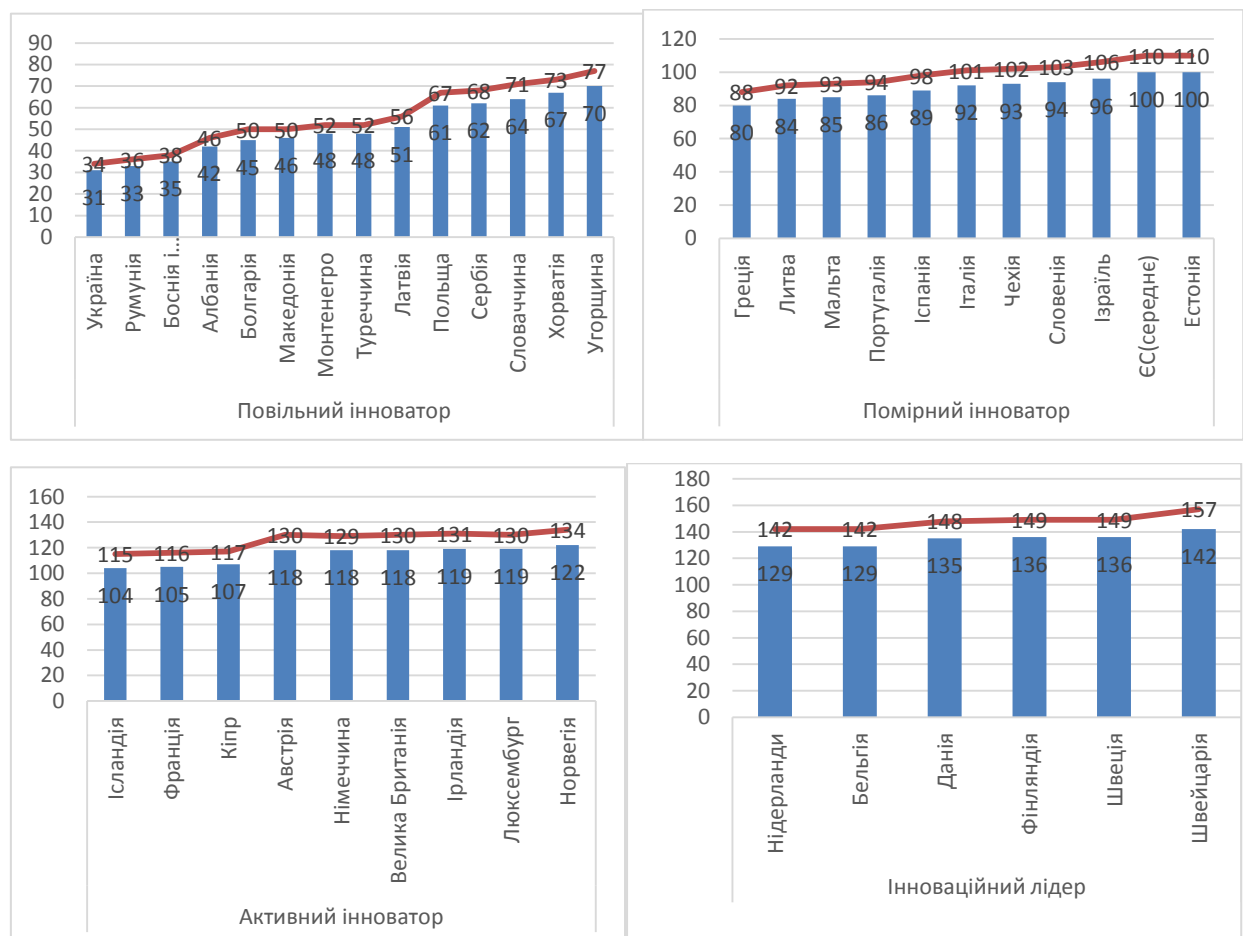 90
80
70
60
50
40
30
20
10
0
34 36 38 46 50 50 52 52 56 67 68 71 73 77
31 33 35 42 45 46 48 48 51 61 62 64 67 70
Україна
Румунія
Боснія і…
Албанія
Болгарія
Македонія
Монтенегро
Туреччина
Латвія
Польща
Сербія
Словаччина
Хорватія
Угорщина
Повільний інноватор
120
100
80
60
40
20
0
88 92 93 94 98 101 102 103 106 110 110
80 84 85 86 89 92 93 94 96 100 100
Греція
Литва
Мальта
Португалія
Іспанія
Італія
Чехія
Словенія
Ізраїль
ЄС(середнє)
Естонія
Помірний інноватор
160
140
120
100
80
60
40
20
0
115 116 117 130 129 130 131 130 134
104 105 107 118 118 118 119 119 122
Ісландія
Франція
Кіпр
Австрія
Німеччина
Велика Британія
Ірландія
Люксембург
Норвегія
Активний інноватор
180
160
140
120
100
80
60
40
20
0
142 142 148 149 149 157
129 129 135 136 136 142
Нідерланди
Бельгія
Данія
Фінляндія
Швеція
Швейцарія
Інноваційний лідер